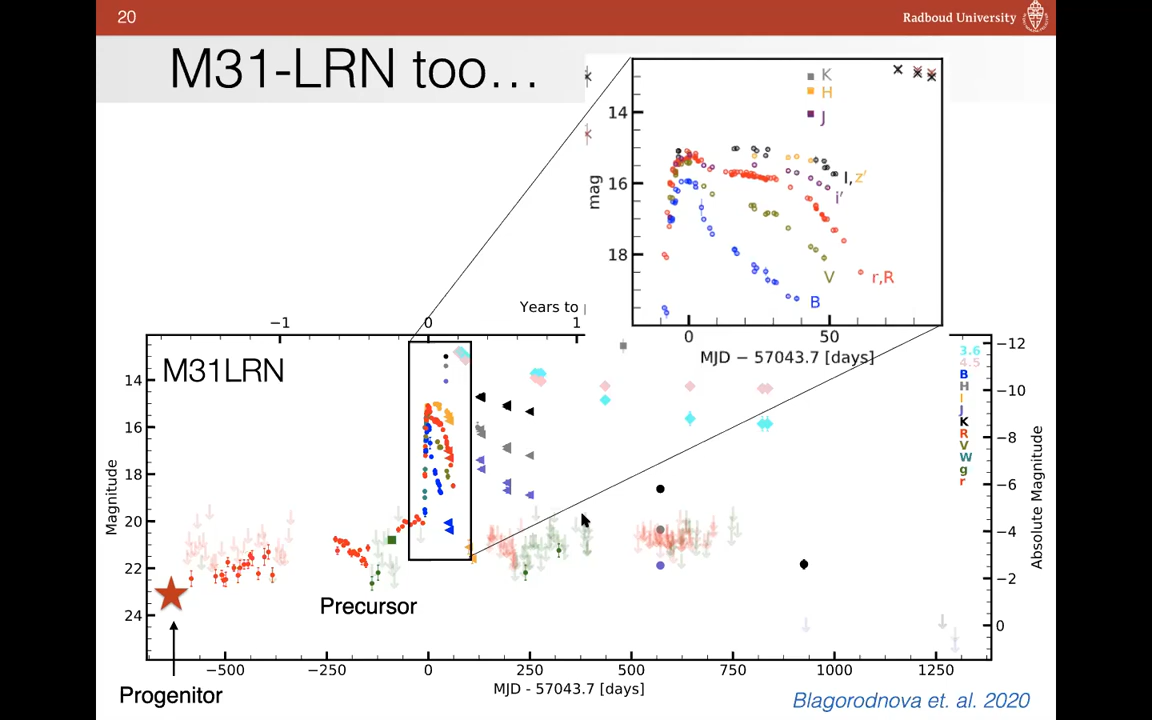 20
Radboud University
M31-LRN too…
K
H
J
14
16
18
mag
I, z′
i′
r,R
V
B
0
50
MJD − 57043.7 [days]
Years to
−1
0
1
M31LRN
14
16
18
20
22
24
Magnitude
−12
−10
−8
−6
−4
−2
0
Absolute Magnitude
3.6
4.5
B
H
I
J
K
R
V
W
g
r
Precursor
−500
−250
0
250
500
750
1000
1250
MJD - 57043.7 [days]
Progenitor
Blagorodnova et. al. 2020